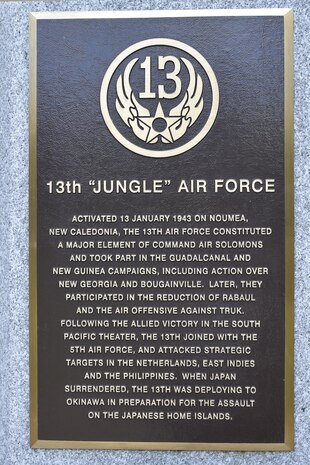 13
13th "JUNGLE" AIR FORCE
ACTIVATED 13 JANUARY 1943 ON NOUMEA,
NEW CALEDONIA, THE 13TH AIR FORCE CONSTITUTED
A MAJOR ELEMENT OF COMMAND AIR SOLOMONS
AND TOOK PART IN THE GUADALCANAL AND
NEW GUINEA CAMPAIGNS, INCLUDING ACTION OVER
NEW GEORGIA AND BOUGAINVILLE. LATER, THEY
PARTICIPATED IN THE REDUCTION OF RABAUL
AND THE AIR OFFENSIVE AGAINST TRUK.
FOLLOWING THE ALLIED VICTORY IN THE SOUTH
PACIFIC THEATER, THE 13TH JOINED WITH THE
5TH AIR FORCE, AND ATTACKED STRATEGIC
TARGETS IN THE NETHERLANDS, EAST INDIES
AND THE PHILIPPINES. WHEN JAPAN
SURRENDERED, THE 13TH WAS DEPLOYING TO
OKINAWA IN PREPARATION FOR THE ASSAULT
ON THE JAPANESE HOME ISLANDS.